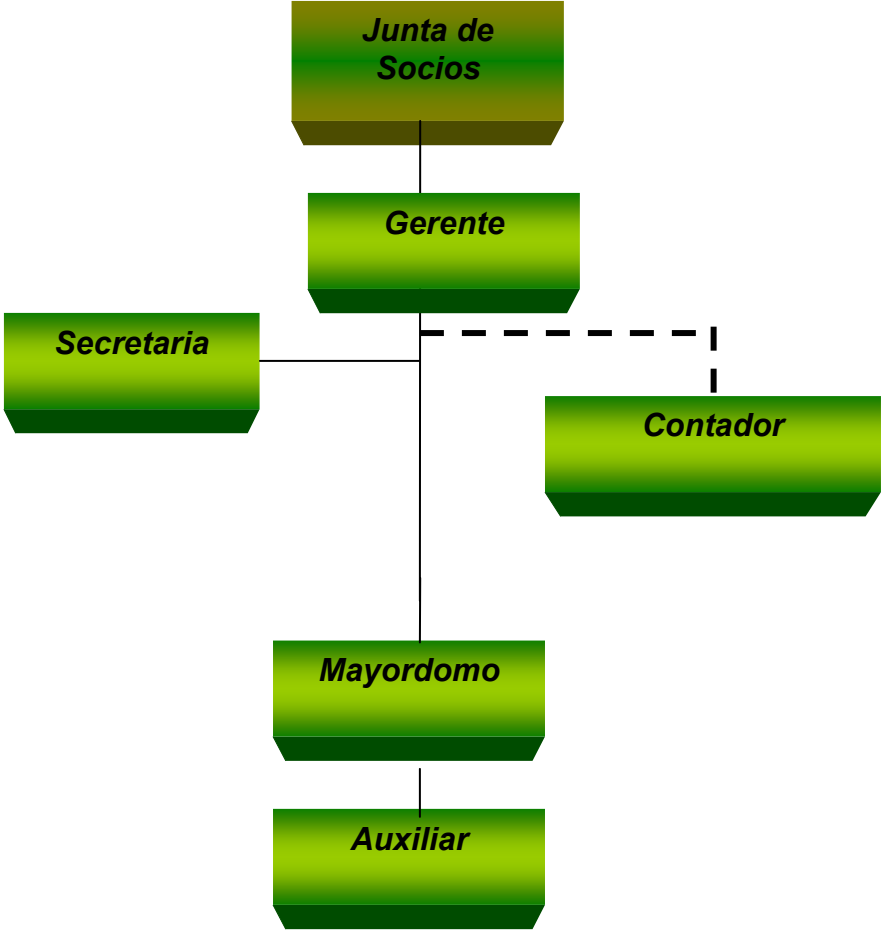 Junta de
Socios
Gerente
Secretaria
Contador
Mayordomo
Auxiliar